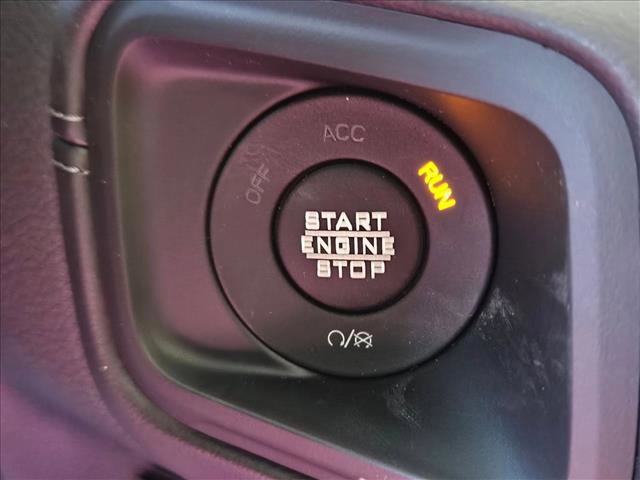 ACC
OFF
RUN
START
ENGINE
STOP